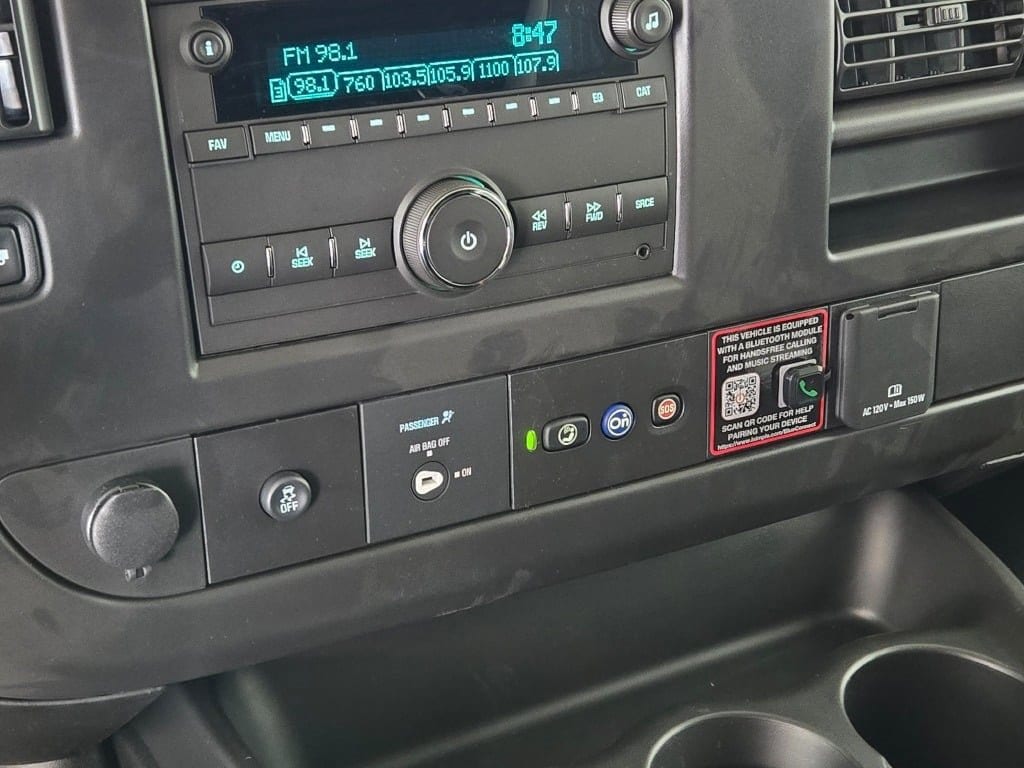 FM 98.1
8:47
3 98.1 760 103.5 105.9 1100 107.9
FAV
MENU
EQ
CAT
SEEK
SEEK
REV
FWD
SRCE
OFF
PASSENGER
AIR BAG OFF
ON
On
SOS
THIS VEHICLE IS EQUIPPED
WITH A BLUETOOTH MODULE
FOR HANDSFREE CALLING
AND MUSIC STREAMING
SCAN QR CODE FOR HELP
PAIRING YOUR DEVICE
AC 120V - Max 150W